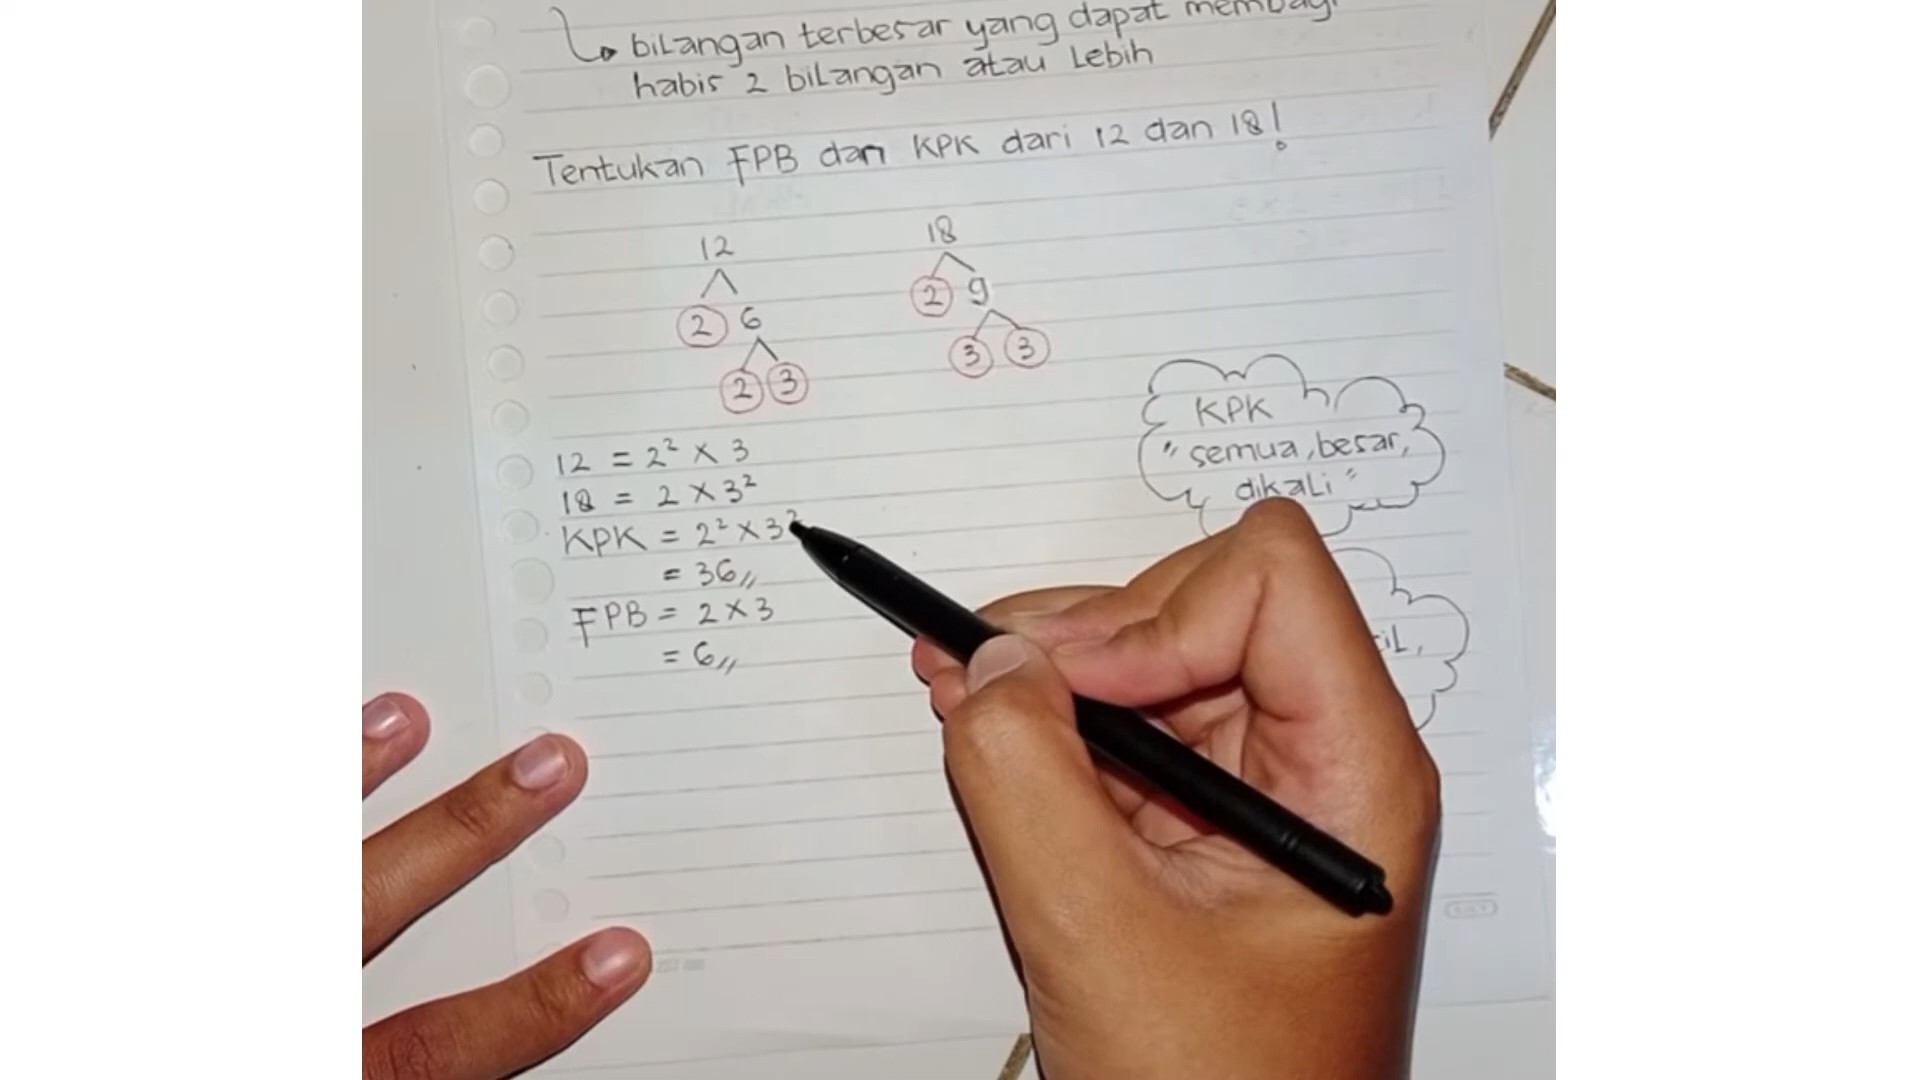 bilangan terbesar yang dapat membagi
habis 2 bilangan atau Lebih
Tentukan FPB dan KPK dari 12 dan 18!
12
2 6
2 3
18
2 9
3 3
12 = 2² × 3
18 = 2 × 3²
KPK = 2² × 3²
= 36,,
FPB = 2 × 3
= 6,,
KPK
"semua, besar,
dikali"